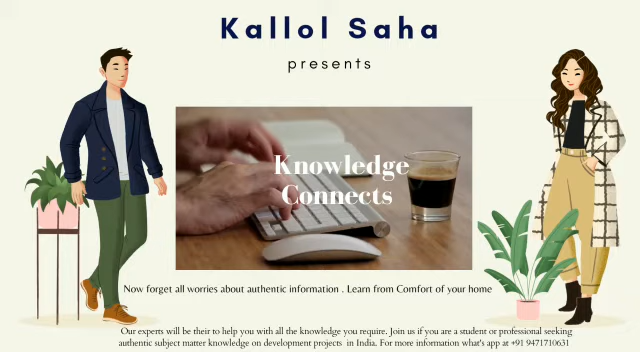 Kallol Saha
presents
Knowledge
Connects
Now forget all worries about authentic information . Learn from Comfort of your home
Our experts will be their to help you with all the knowledge you require. Join us if you are a student or professional seeking
authentic subject matter knowledge on development projects in India. For more information what's app at +91 9471710631